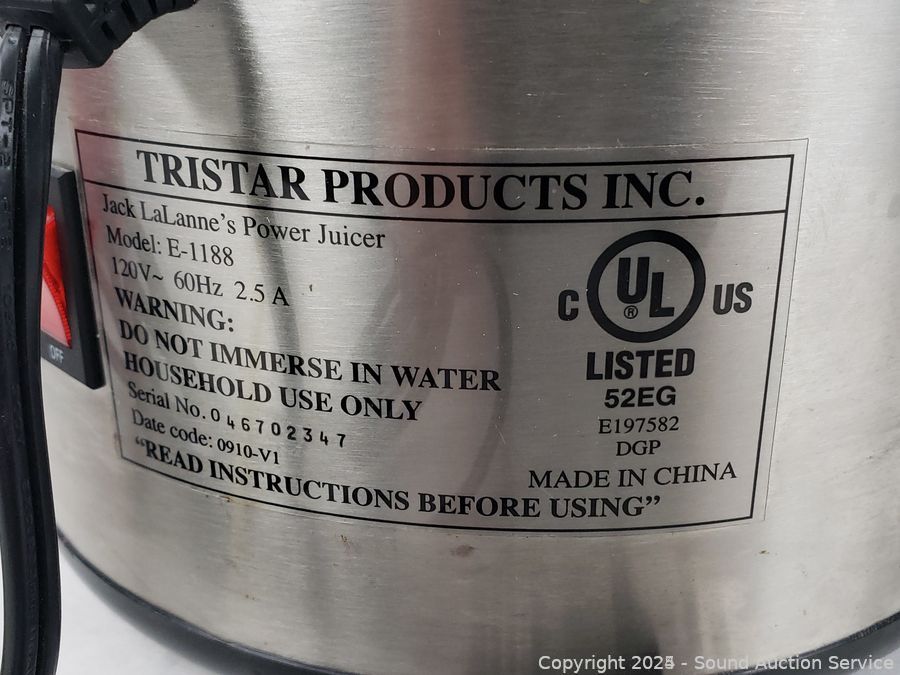 TRISTAR PRODUCTS INC.
Jack LaLanne's Power Juicer
Model: E-1188
120V~ 60Hz 2.5 A
WARNING:
DO NOT IMMERSE IN WATER
HOUSEHOLD USE ONLY
Serial No. 046702347
Date code: 0910-V1
"READ INSTRUCTIONS BEFORE USING"
C UL® US
LISTED
52EG
E197582
DGP
MADE IN CHINA
OFF
Copyright - Sound Auction Service